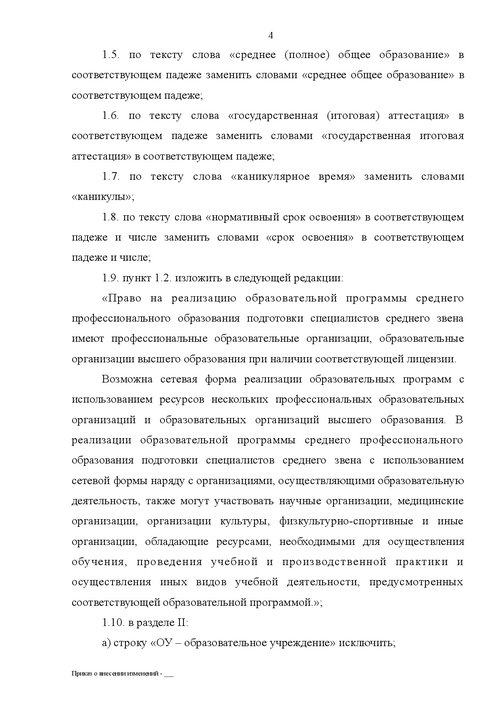 4
1.5. по тексту слова «среднее (полное) общее образование» в
соответствующем падеже заменить словами «среднее общее образование» в
соответствующем падеже;
1.6. по тексту слова «государственная (итоговая) аттестация» в
соответствующем падеже заменить словами «государственная итоговая
аттестация» в соответствующем падеже;
1.7. по тексту слова «каникулярное время» заменить словами
«каникулы»;
1.8. по тексту слова «нормативный срок освоения» в соответствующем
падеже и числе заменить словами «срок освоения» в соответствующем
падеже и числе;
1.9. пункт 1.2. изложить в следующей редакции:
«Право на реализацию образовательной программы среднего
профессионального образования подготовки специалистов среднего звена
имеют профессиональные образовательные организации, образовательные
организации высшего образования при наличии соответствующей лицензии.
Возможна сетевая форма реализации образовательных программ с
использованием ресурсов нескольких профессиональных образовательных
организаций и образовательных организаций высшего образования. В
реализации образовательной программы среднего профессионального
образования подготовки специалистов среднего звена с использованием
сетевой формы наряду с организациями, осуществляющими образовательную
деятельность, также могут участвовать научные организации, медицинские
организации, организации культуры, физкультурно-спортивные и иные
организации, обладающие ресурсами, необходимыми для осуществления
обучения, проведения учебной и производственной практики и
осуществления иных видов учебной деятельности, предусмотренных
соответствующей образовательной программой.»;
1.10. в разделе II:
а) строку «ОУ – образовательное учреждение» исключить;
Приказ о внесении изменений - ___